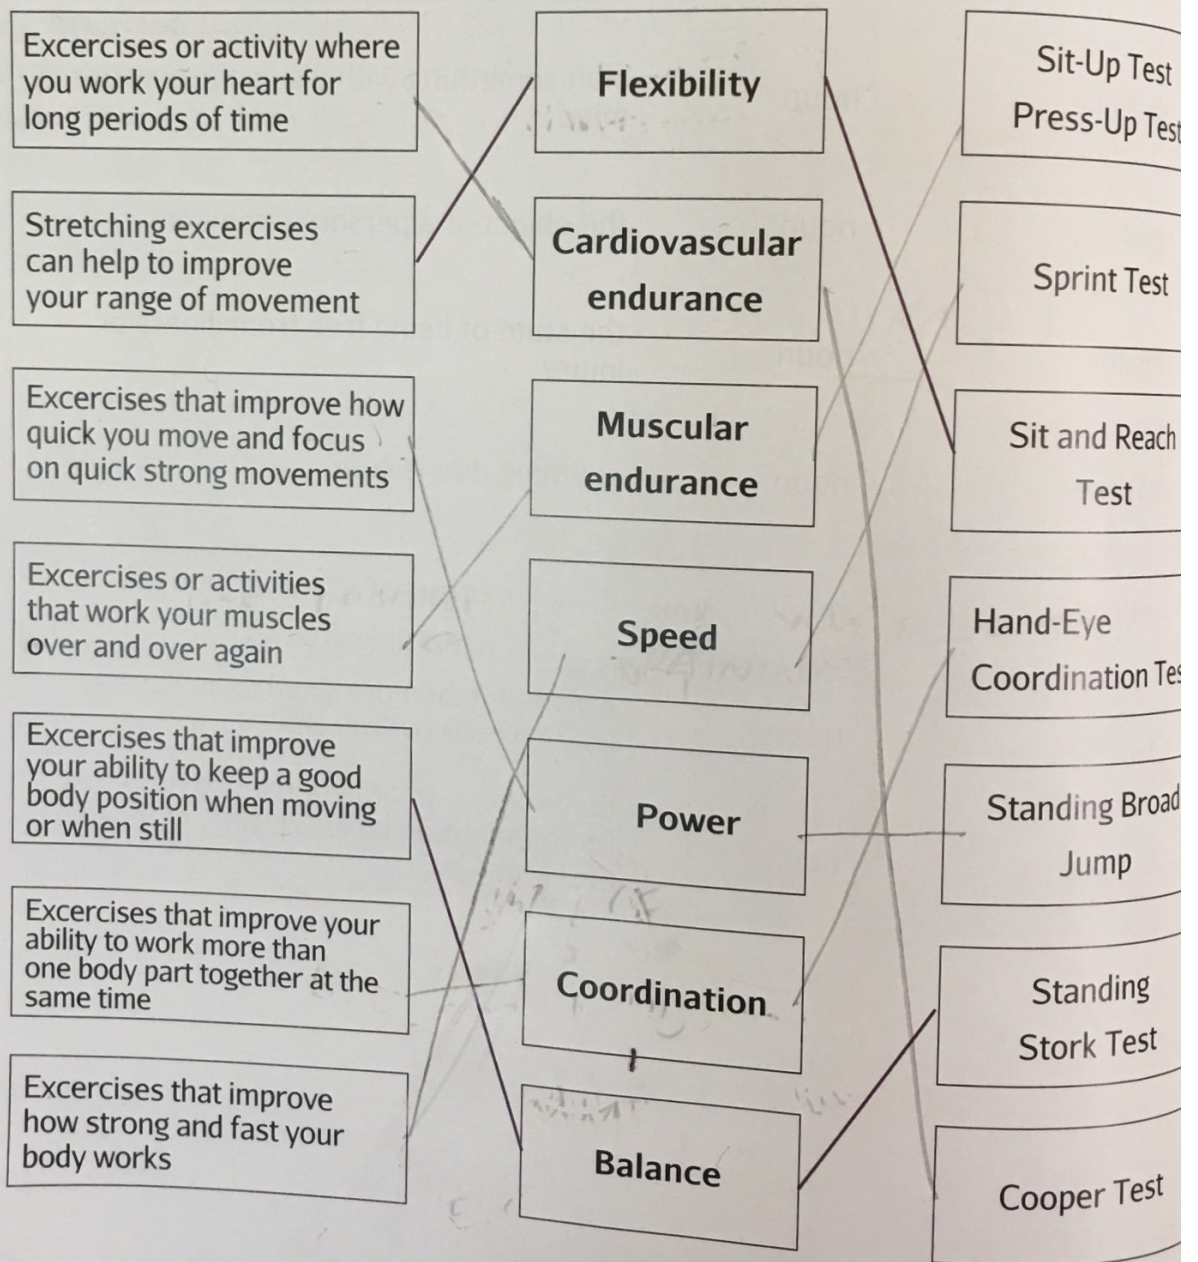 Excercises or activity where
you work your heart for
long periods of time
Stretching excercises
can help to improve
your range of movement
Excercises that improve how
quick you move and focus
on quick strong movements
Excercises or activities
that work your muscles
over and over again
Excercises that improve
your ability to keep a good
body position when moving
or when still
Excercises that improve your
ability to work more than
one body part together at the
same time
Excercises that improve
how strong and fast your
body works
Flexibility
Cardiovascular
endurance
Muscular
endurance
Speed
Power
Coordination
Balance
Sit-Up Test
Press-Up Test
Sprint Test
Sit and Reach
Test
Hand-Eye
Coordination Tes
Standing Broad
Jump
Standing
Stork Test
Cooper Test